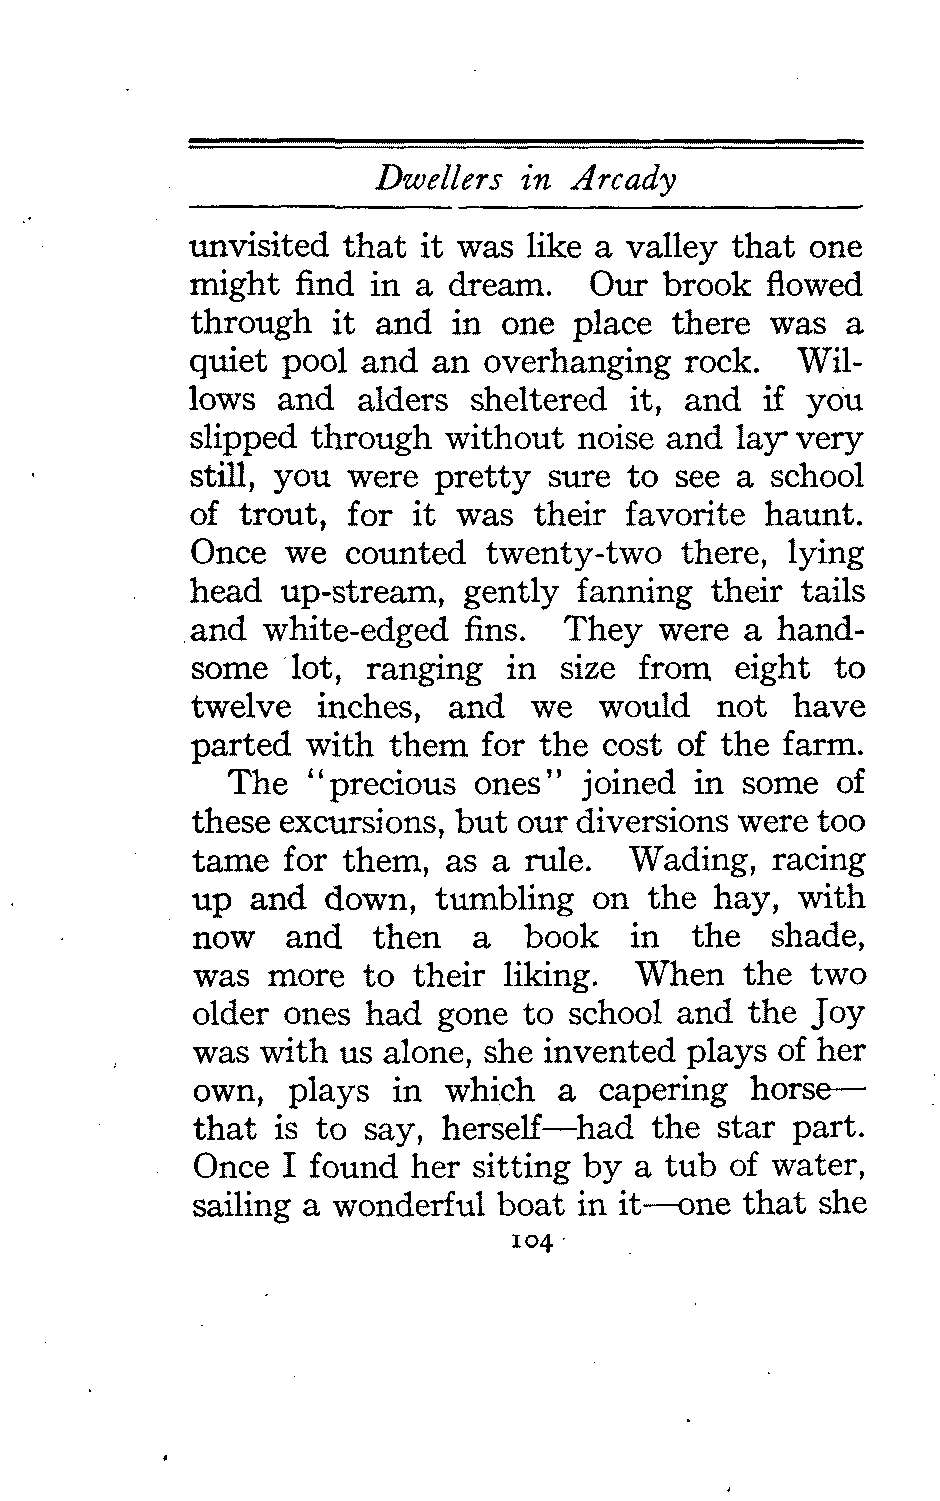 Dwellers in Arcady
unvisited that it was like a valley that one
might find in a dream. Our brook flowed
through it and in one place there was a
quiet pool and an overhanging rock. Wil-
lows and alders sheltered it, and if you
slipped through without noise and lay very
still, you were pretty sure to see a school
of trout, for it was their favorite haunt.
Once we counted twenty-two there, lying
head up-stream, gently fanning their tails
and white-edged fins. They were a hand-
some lot, ranging in size from eight to
twelve inches, and we would not have
parted with them for the cost of the farm.
The "precious ones" joined in some of
these excursions, but our diversions were too
tame for them, as a rule. Wading, racing
up and down, tumbling on the hay, with
now and then a book in the shade,
was more to their liking. When the two
older ones had gone to school and the Joy
was with us alone, she invented plays of her
own, plays in which a capering horse—
that is to say, herself—had the star part.
Once I found her sitting by a tub of water,
sailing a wonderful boat in it—one that she
104